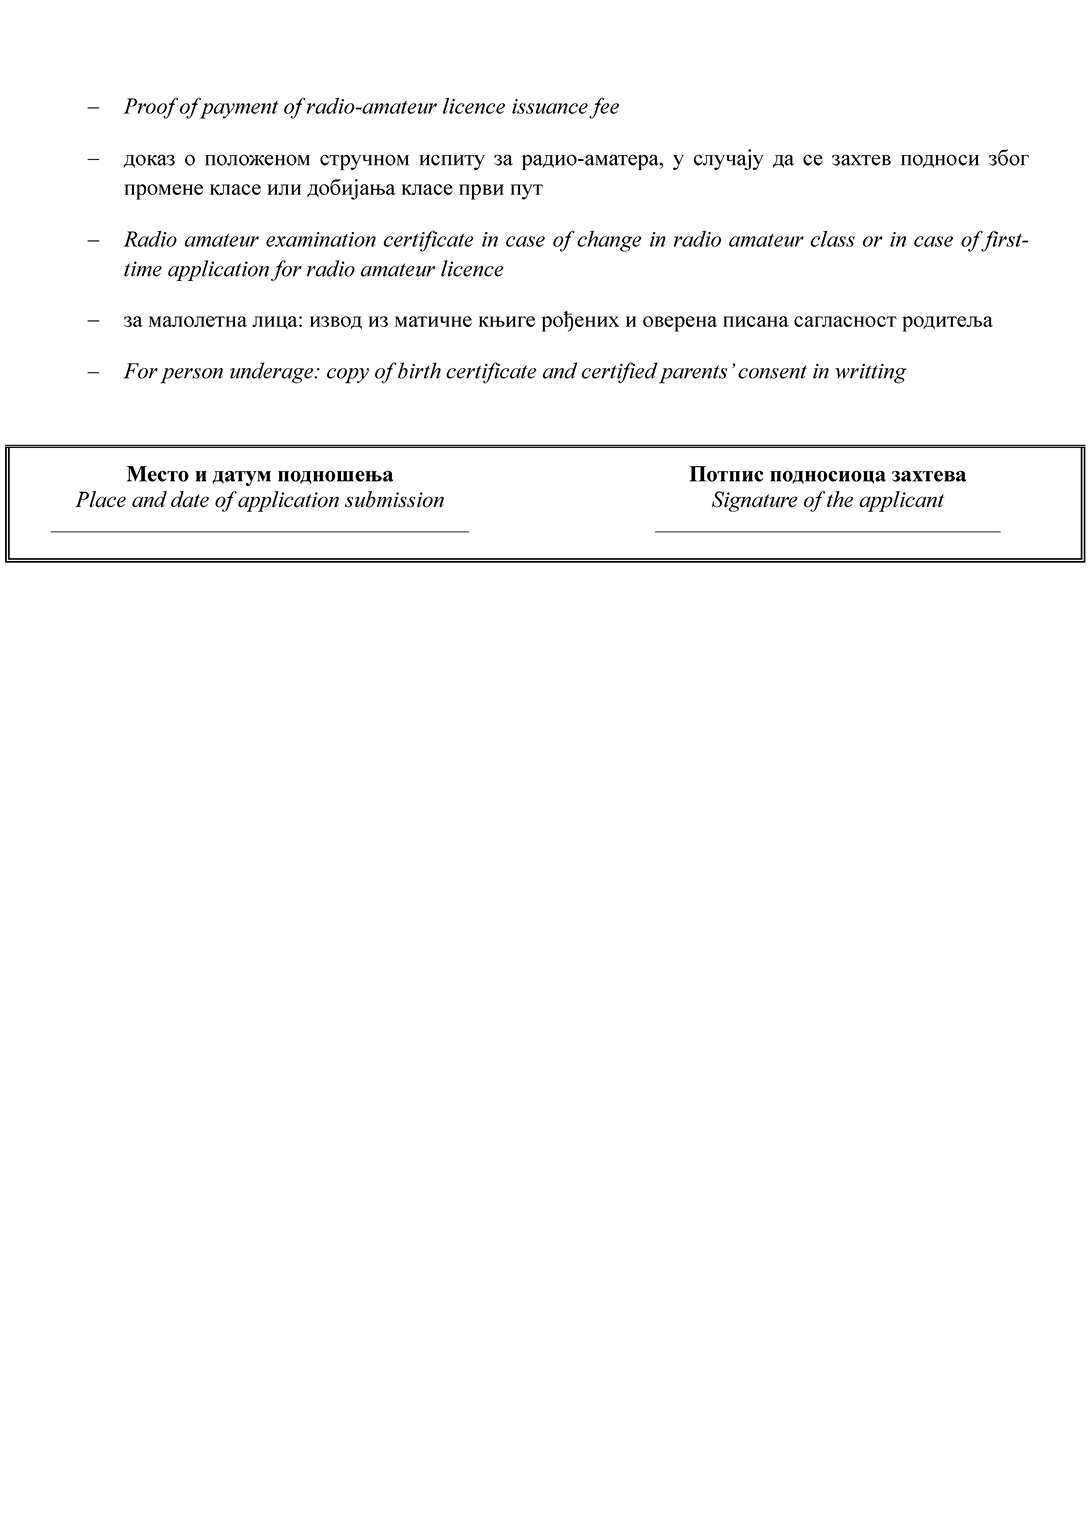 – Proof of payment of radio-amateur licence issuance fee
– доказ о положеном стручном испиту за радио-аматера, у случају да се захтев подноси због
промене класе или добијања класе први пут
– Radio amateur examination certificate in case of change in radio amateur class or in case of first-
time application for radio amateur licence
– за малолетна лица: извод из матичне књиге рођених и оверена писана сагласност родитеља
– For person underage: copy of birth certificate and certified parents’ consent in writting
Место и датум подношења
Place and date of application submission
Потпис подносиоца захтева
Signature of the applicant